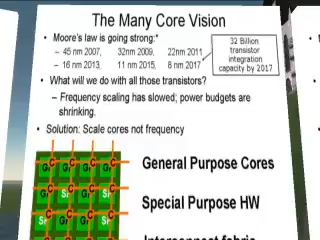 The Many Core Vision
• Moore's law is going strong:*
– 45 nm 2007, 32nm 2009, 22nm 2011
– 16 nm 2013, 11 nm 2015, 8 nm 2017
32 Billion
transistor
integration
capacity by 2017
• What will we do with all those transistors?
– Frequency scaling has slowed; power budgets are
shrinking.
• Solution: Scale cores not frequency
General Purpose Cores
Special Purpose HW
Interconnect fabric
C C C C